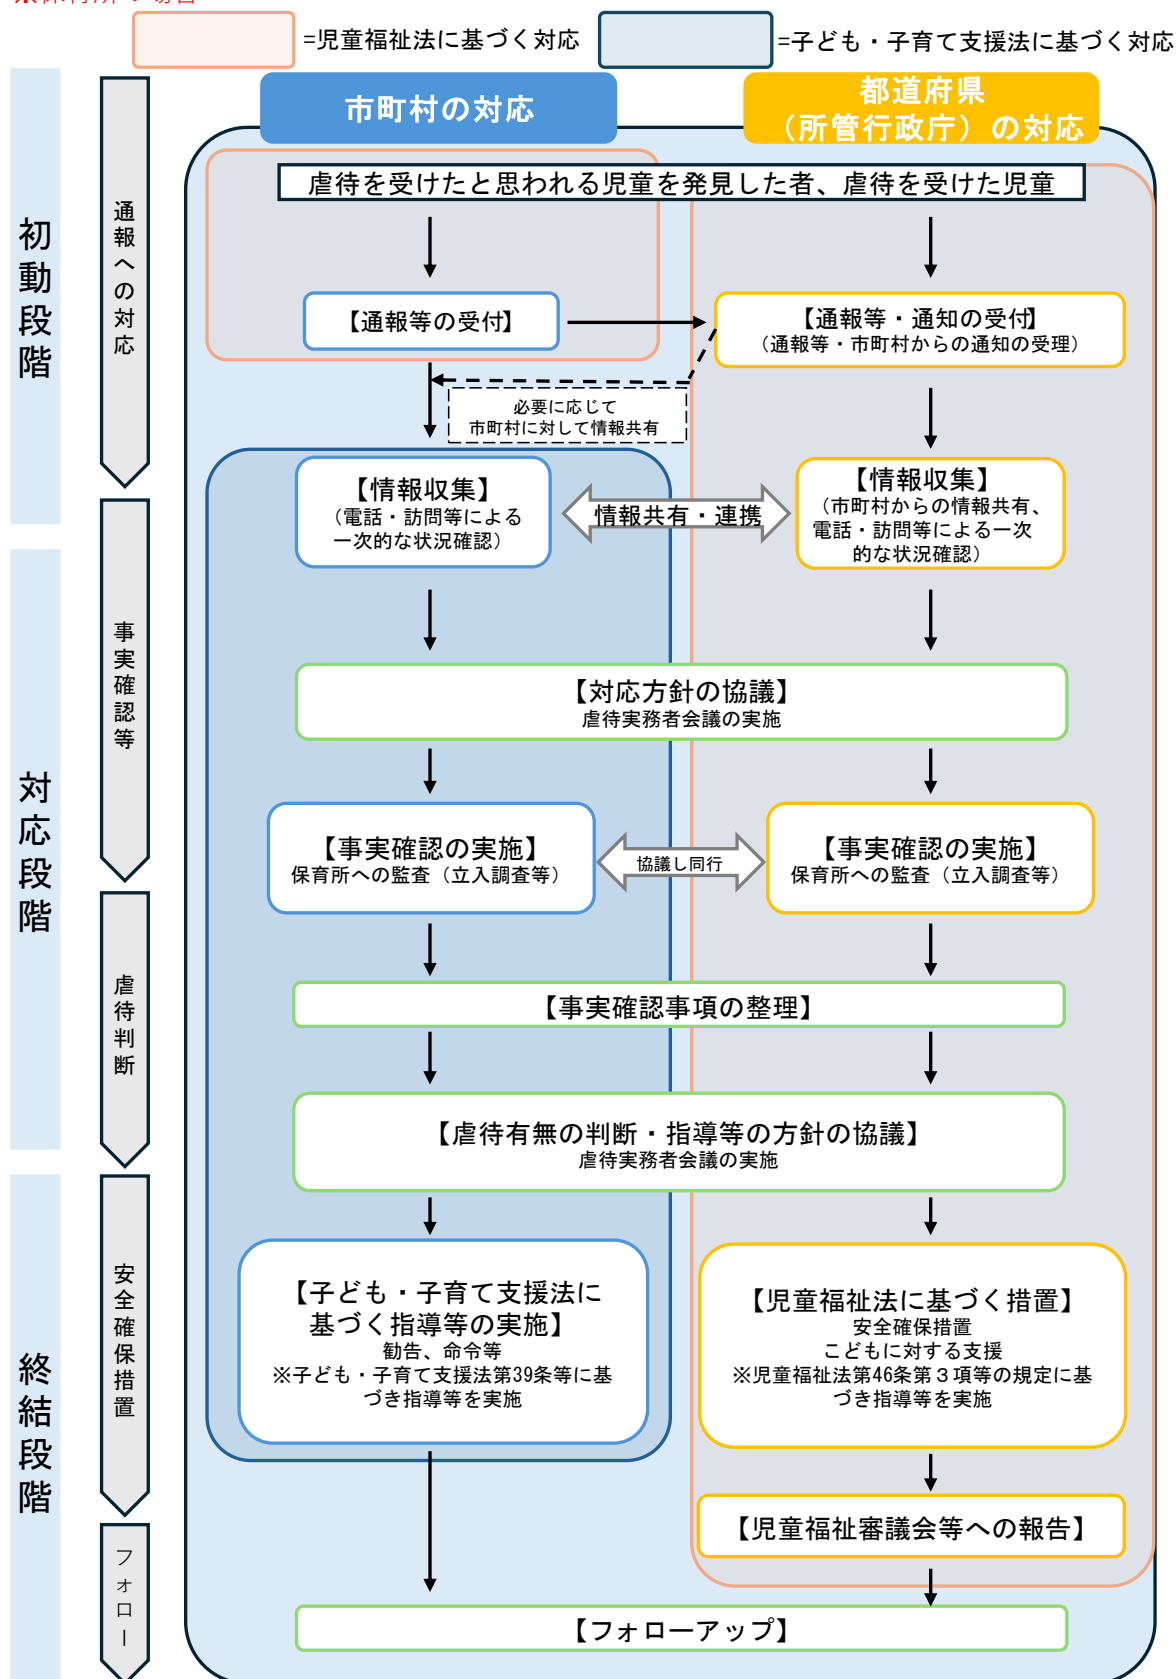 =児童福祉法に基づく対応
=子ども・子育て支援法に基づく対応
市町村の対応
都道府県
（所管行政庁）の対応
初動段階
通報への対応
虐待を受けたと思われる児童を発見した者、虐待を受けた児童
【通報等の受付】
【通報等・通知の受付】
（通報等・市町村からの通知の受理）
必要に応じて
市町村に対して情報共有
【情報収集】
（電話・訪問等による
一次的な状況確認）
情報共有・連携
【情報収集】
（市町村からの情報共有、
電話・訪問等による一次
的な状況確認）
対応段階
事実確認等
【対応方針の協議】
虐待実務者会議の実施
【事実確認の実施】
保育所への監査（立入調査等）
協議し同行
【事実確認の実施】
保育所への監査（立入調査等）
虐待判断
【事実確認事項の整理】
【虐待有無の判断・指導等の方針の協議】
虐待実務者会議の実施
終結段階
安全確保措置
【子ども・子育て支援法に
基づく指導等の実施】
勧告、命令等
※子ども・子育て支援法第39条等に基
づき指導等を実施
【児童福祉法に基づく措置】
安全確保措置
こどもに対する支援
※児童福祉法第46条第３項等の規定に基
づき指導等を実施
【児童福祉審議会等への報告】
フォロー
【フォローアップ】